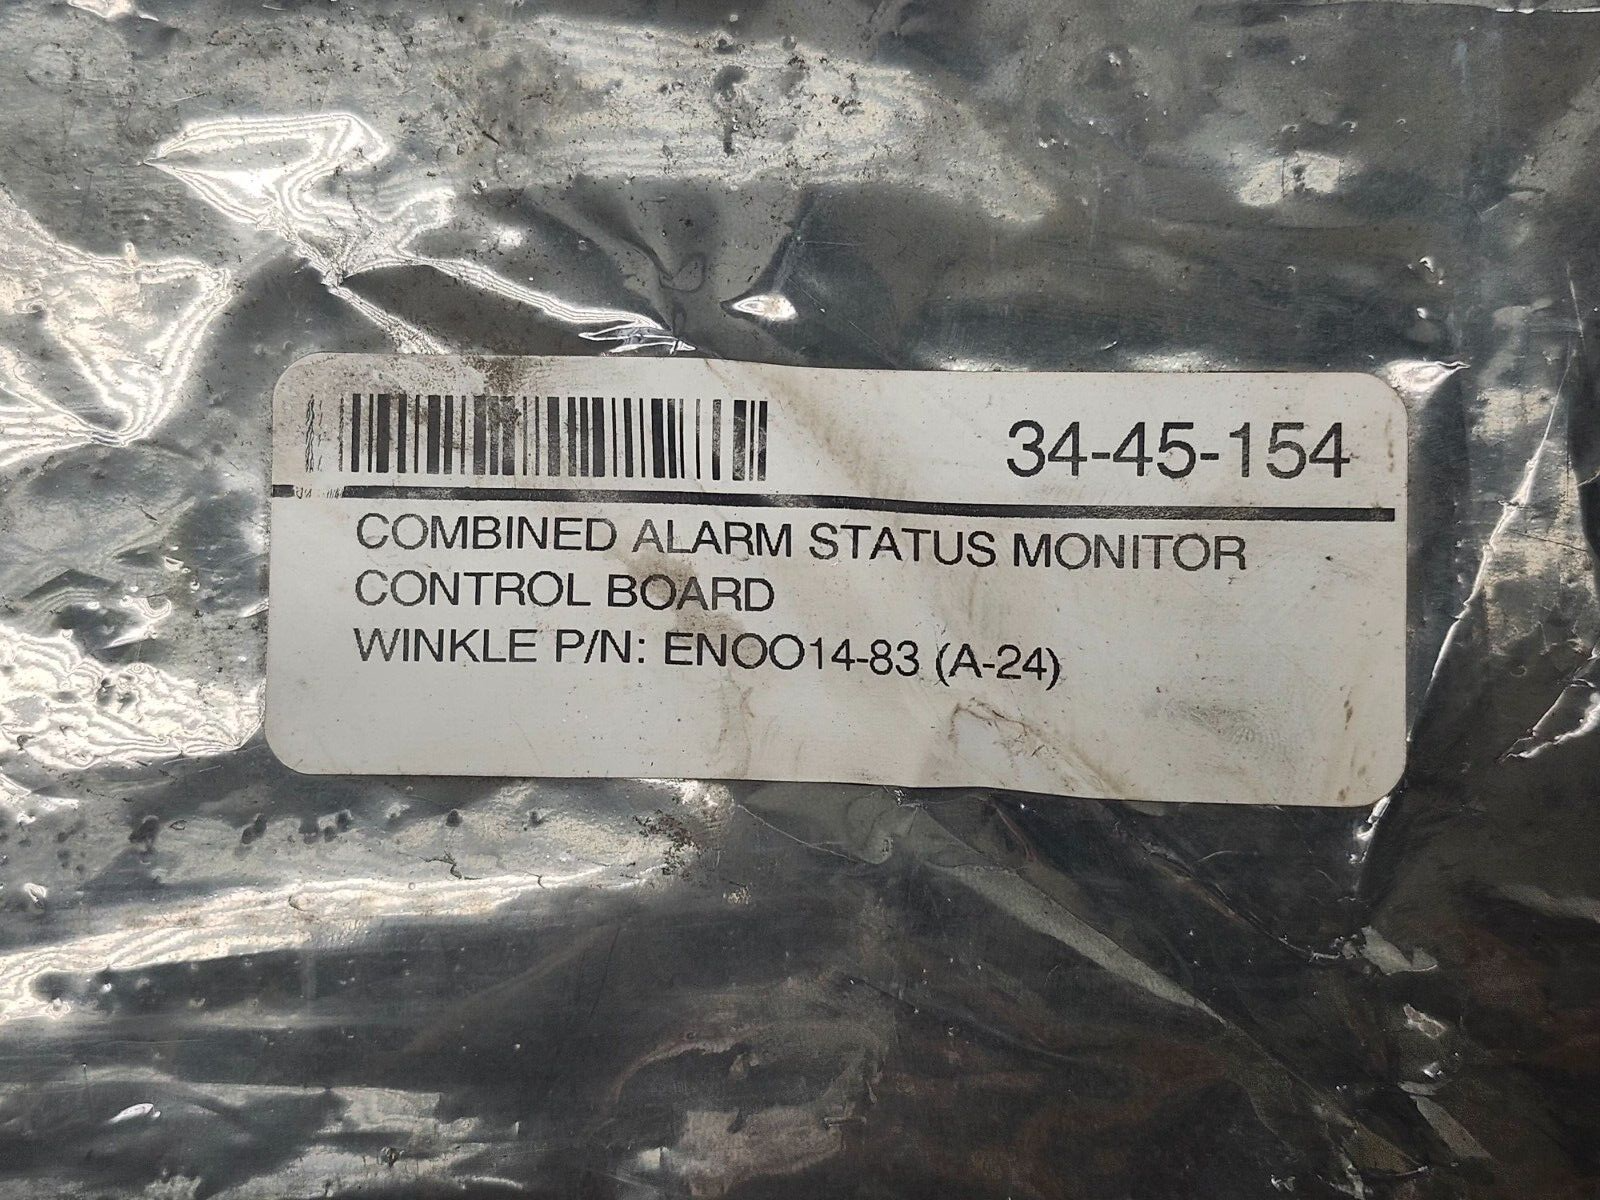 34-45-154
COMBINED ALARM STATUS MONITOR
CONTROL BOARD
WINKLE P/N: ENOO14-83 (A-24)